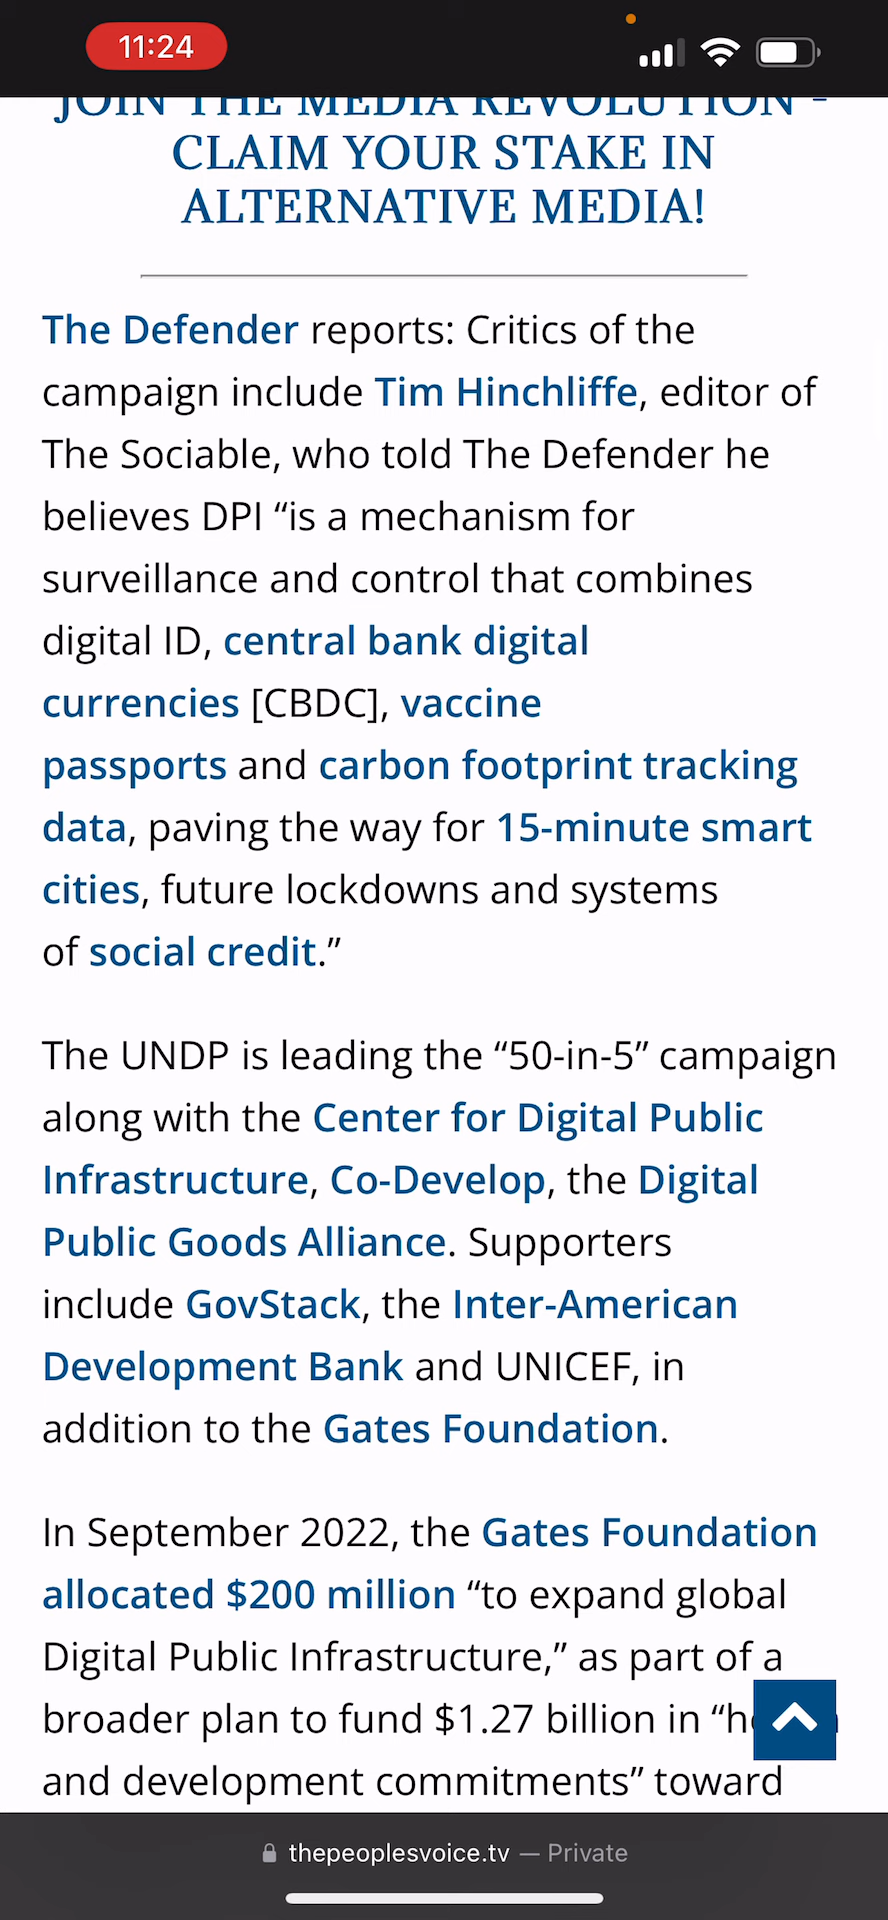 11:24
JOIN THE MEDIA REVOLUTION -
CLAIM YOUR STAKE IN
ALTERNATIVE MEDIA!
The Defender reports: Critics of the
campaign include Tim Hinchliffe, editor of
The Sociable, who told The Defender he
believes DPI “is a mechanism for
surveillance and control that combines
digital ID, central bank digital
currencies [CBDC], vaccine
passports and carbon footprint tracking
data, paving the way for 15-minute smart
cities, future lockdowns and systems
of social credit.”
The UNDP is leading the “50-in-5” campaign
along with the Center for Digital Public
Infrastructure, Co-Develop, the Digital
Public Goods Alliance. Supporters
include GovStack, the Inter-American
Development Bank and UNICEF, in
addition to the Gates Foundation.
In September 2022, the Gates Foundation
allocated $200 million “to expand global
Digital Public Infrastructure,” as part of a
broader plan to fund $1.27 billion in
and development commitments” toward
thepeoplesvoice.tv — Private